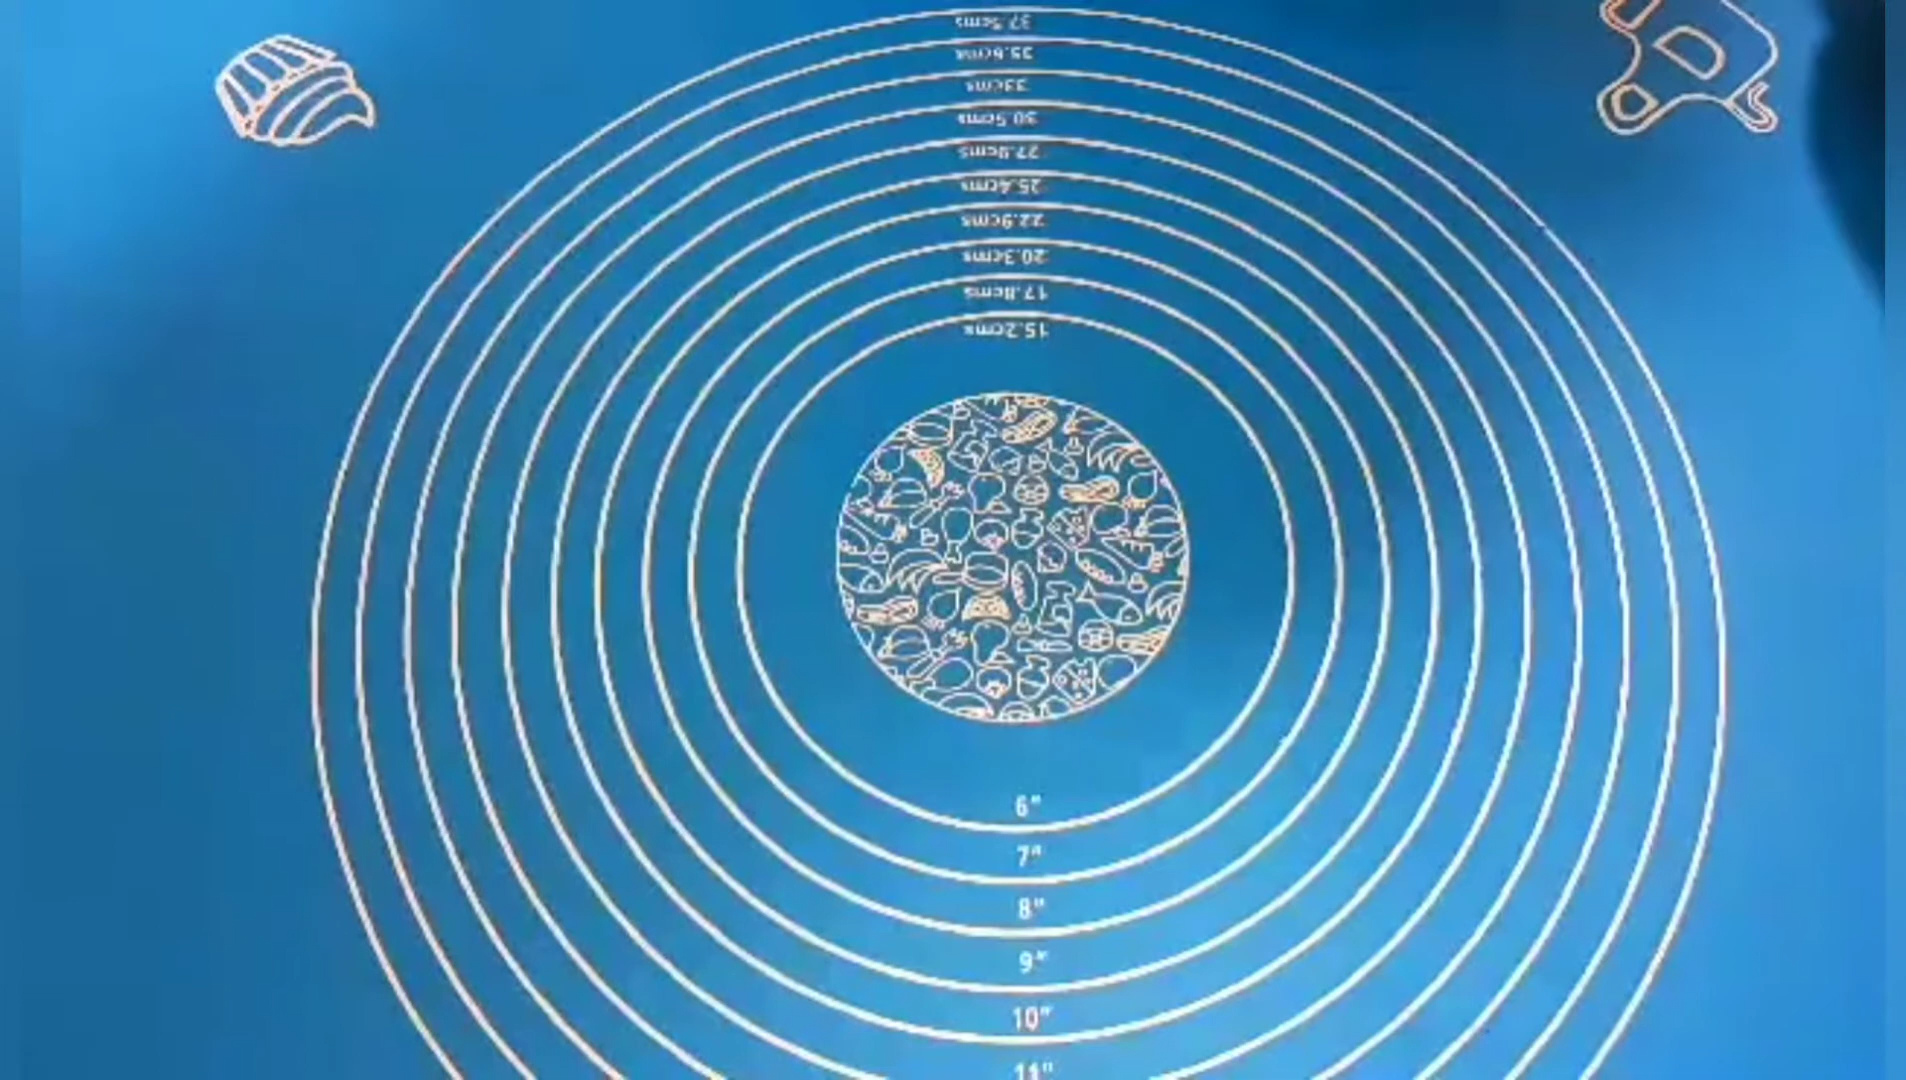 37.5cms
35.6cms
33cms
30.5cms
27.9cms
25.4cms
22.9cms
20.3cms
17.8cms
15.2cms
6"
7"
8"
9"
10"
11"